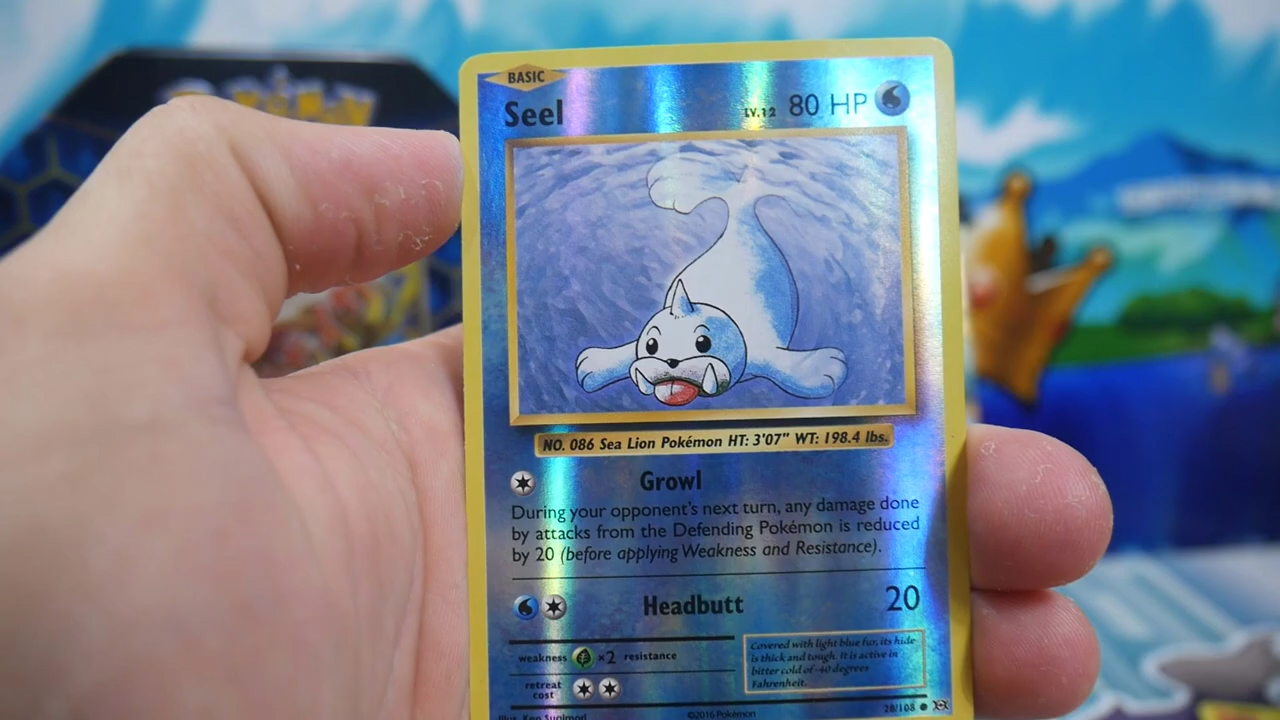 BASIC
Seel LV.12 80 HP
NO. 086 Sea Lion Pokémon HT: 3'07" WT: 198.4 lbs.
Growl
During your opponent's next turn, any damage done
by attacks from the Defending Pokémon is reduced
by 20 (before applying Weakness and Resistance).
Headbutt 20
weakness ×2 resistance
retreat
cost
Covered with light blue fur, its hide
is thick and tough. It is active in
bitter cold of -40 degrees
Fahrenheit.
Illus. Ken Sugimori ©2016 Pokémon 28/108